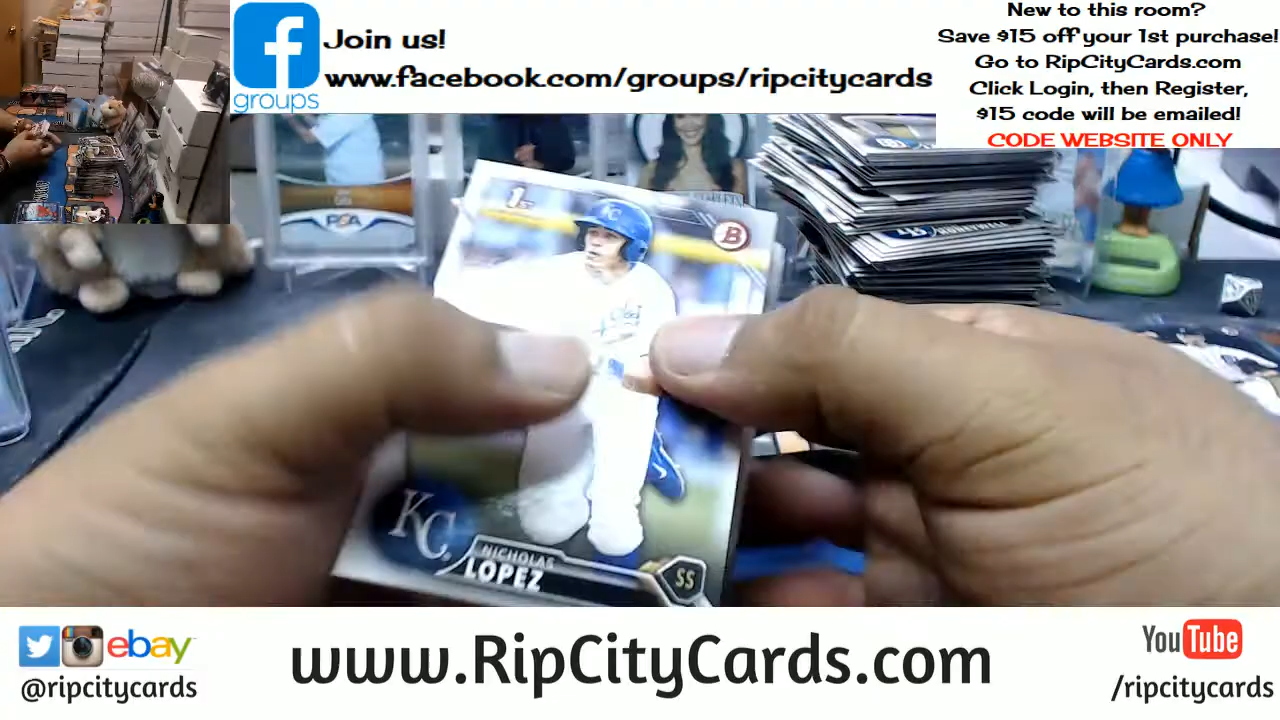 Join us!
www.facebook.com/groups/ripcitycards
groups
New to this room?
Save $15 off your 1st purchase!
Go to RipCityCards.com
Click Login, then Register,
$15 code will be emailed!
CODE WEBSITE ONLY
PSA
1st
B
KC
KC
NICHOLAS
LOPEZ
SS
ebay
@ripcitycards
www.RipCityCards.com
YouTube
/ripcitycards